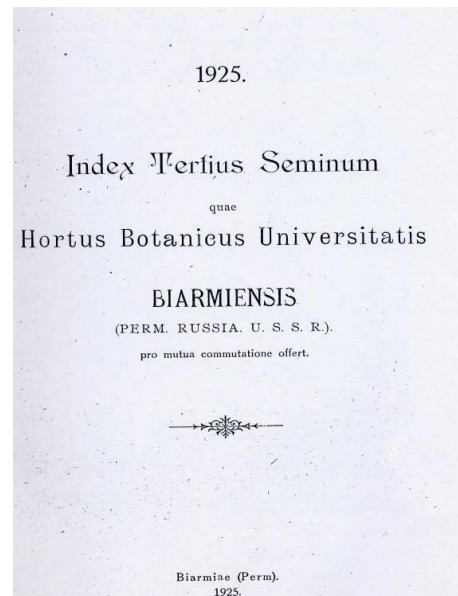 1925.
Index Tertius Seminum
quae
Hortus Botanicus Universitatis
BIARMIENSIS
(PERM. RUSSIA. U. S. S. R.).
pro mutua commutatione offert.
Biarmiae (Perm).
1925.